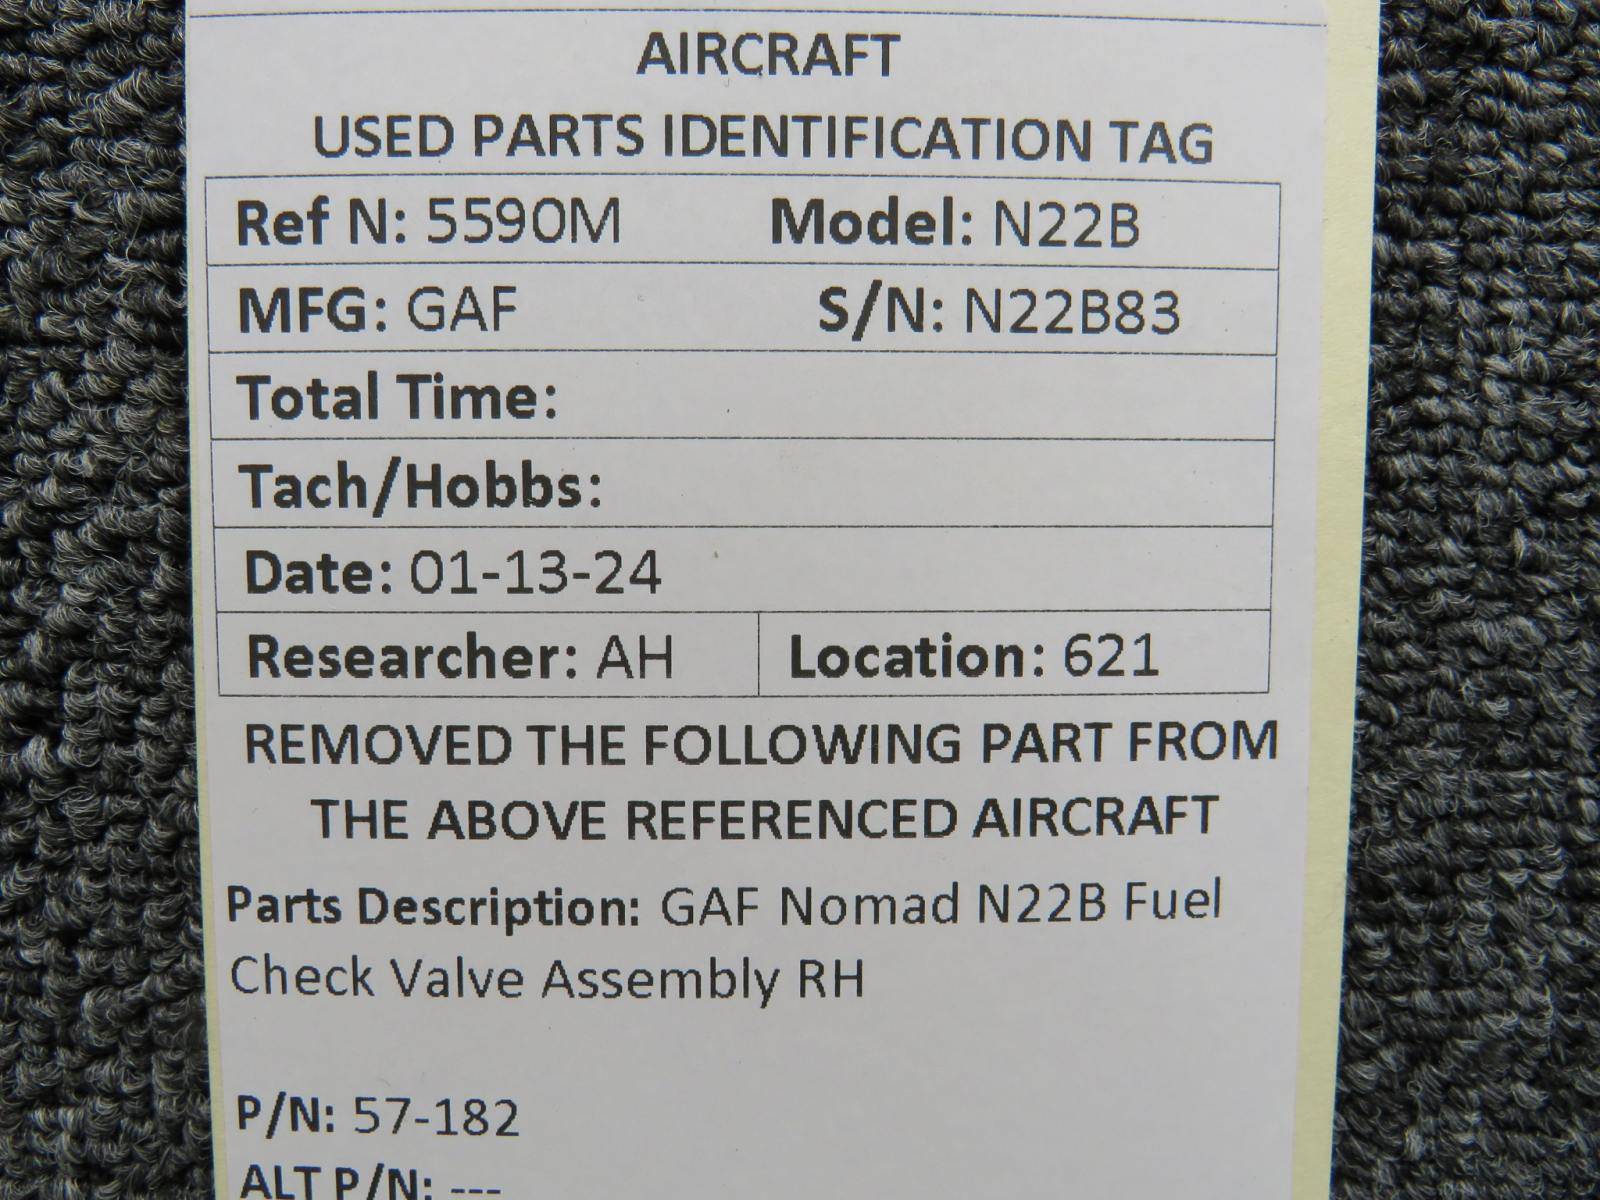 AIRCRAFT
USED PARTS IDENTIFICATION TAG
Ref N: 5590M Model: N22B
MFG: GAF S/N: N22B83
Total Time:
Tach/Hobbs:
Date: 01-13-24
Researcher: AH Location: 621
REMOVED THE FOLLOWING PART FROM
THE ABOVE REFERENCED AIRCRAFT
Parts Description: GAF Nomad N22B Fuel
Check Valve Assembly RH
P/N: 57-182
ALT P/N: ---